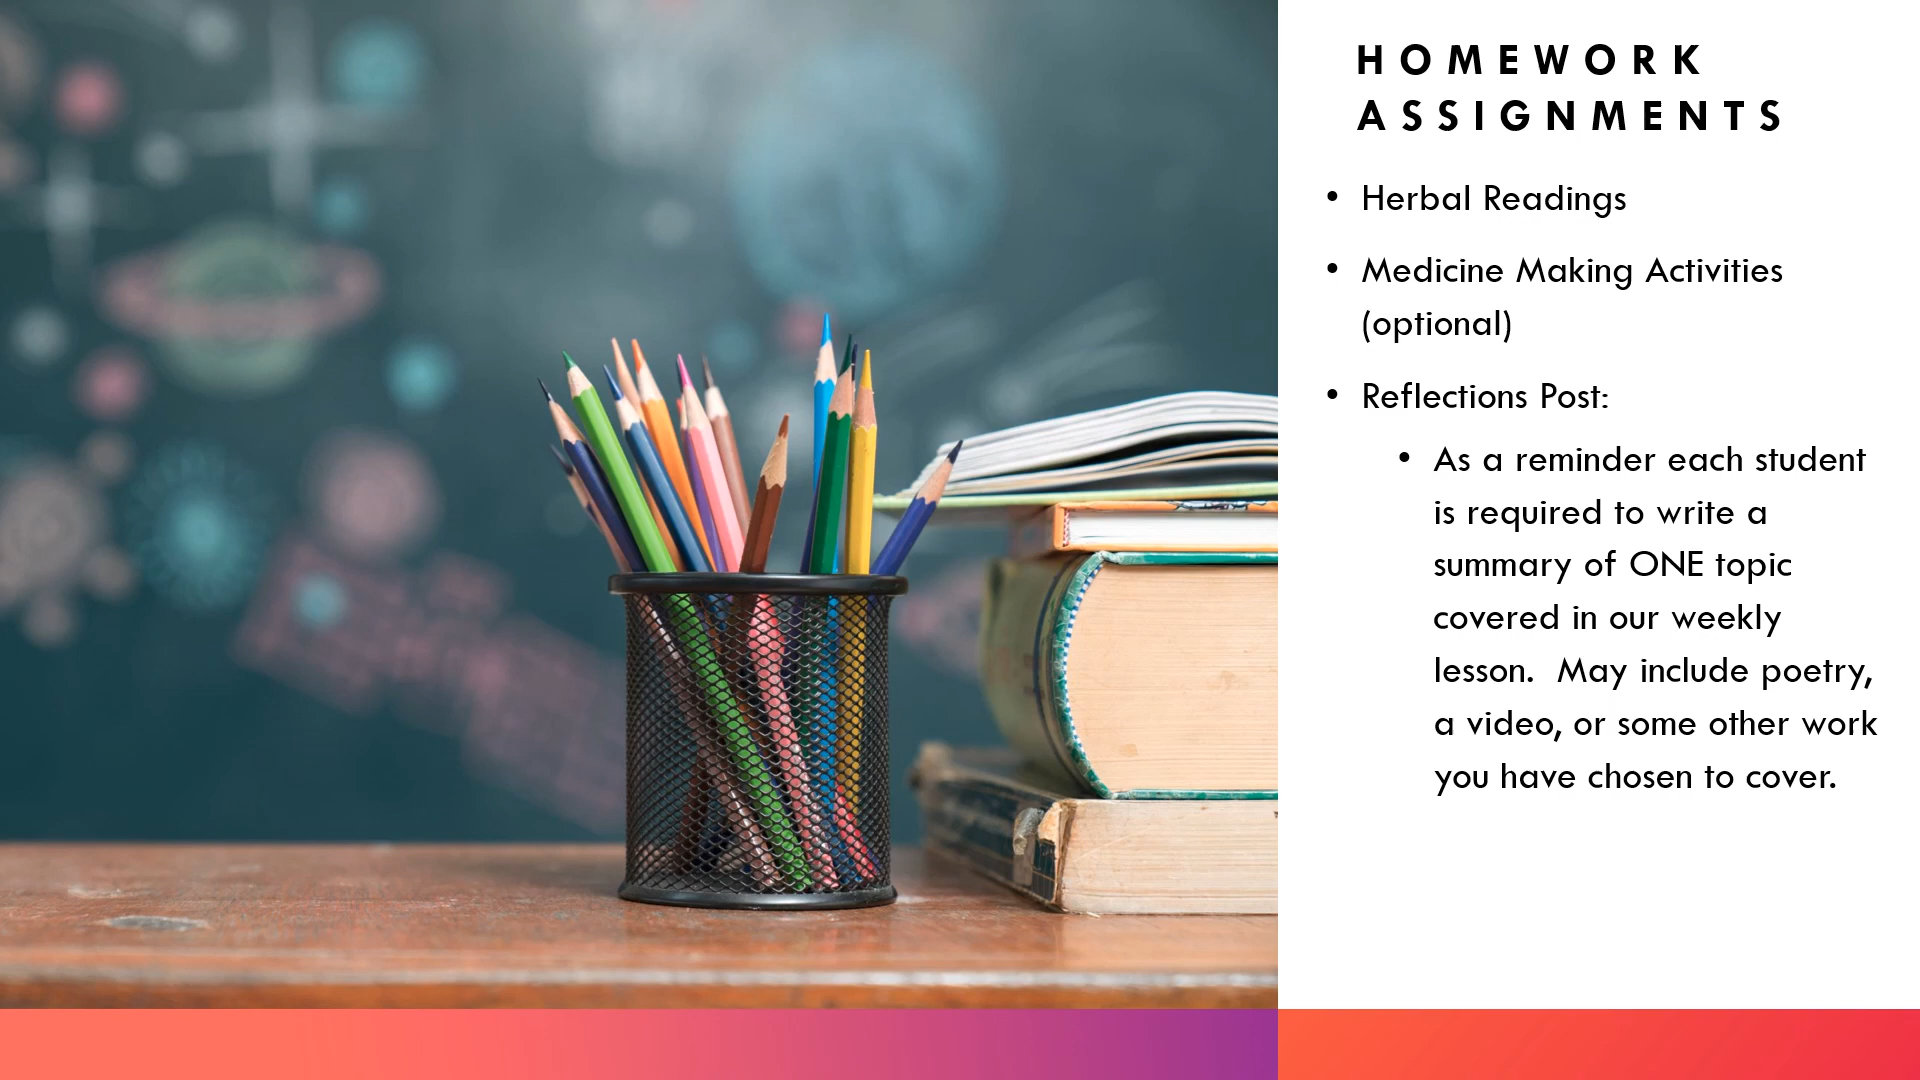 HOMEWORK
ASSIGNMENTS
• Herbal Readings
• Medicine Making Activities
(optional)
• Reflections Post:
• As a reminder each student
is required to write a
summary of ONE topic
covered in our weekly
lesson.  May include poetry,
a video, or some other work
you have chosen to cover.